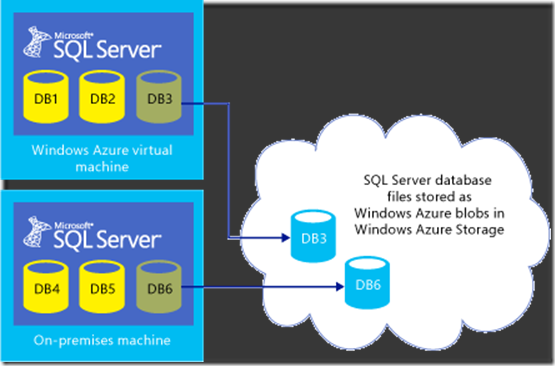 Microsoft®
SQL Server
DB1 DB2 DB3
Windows Azure virtual
machine
Microsoft®
SQL Server
DB4 DB5 DB6
On-premises machine
SQL Server database
files stored as
Windows Azure blobs in
Windows Azure Storage
DB3
DB6